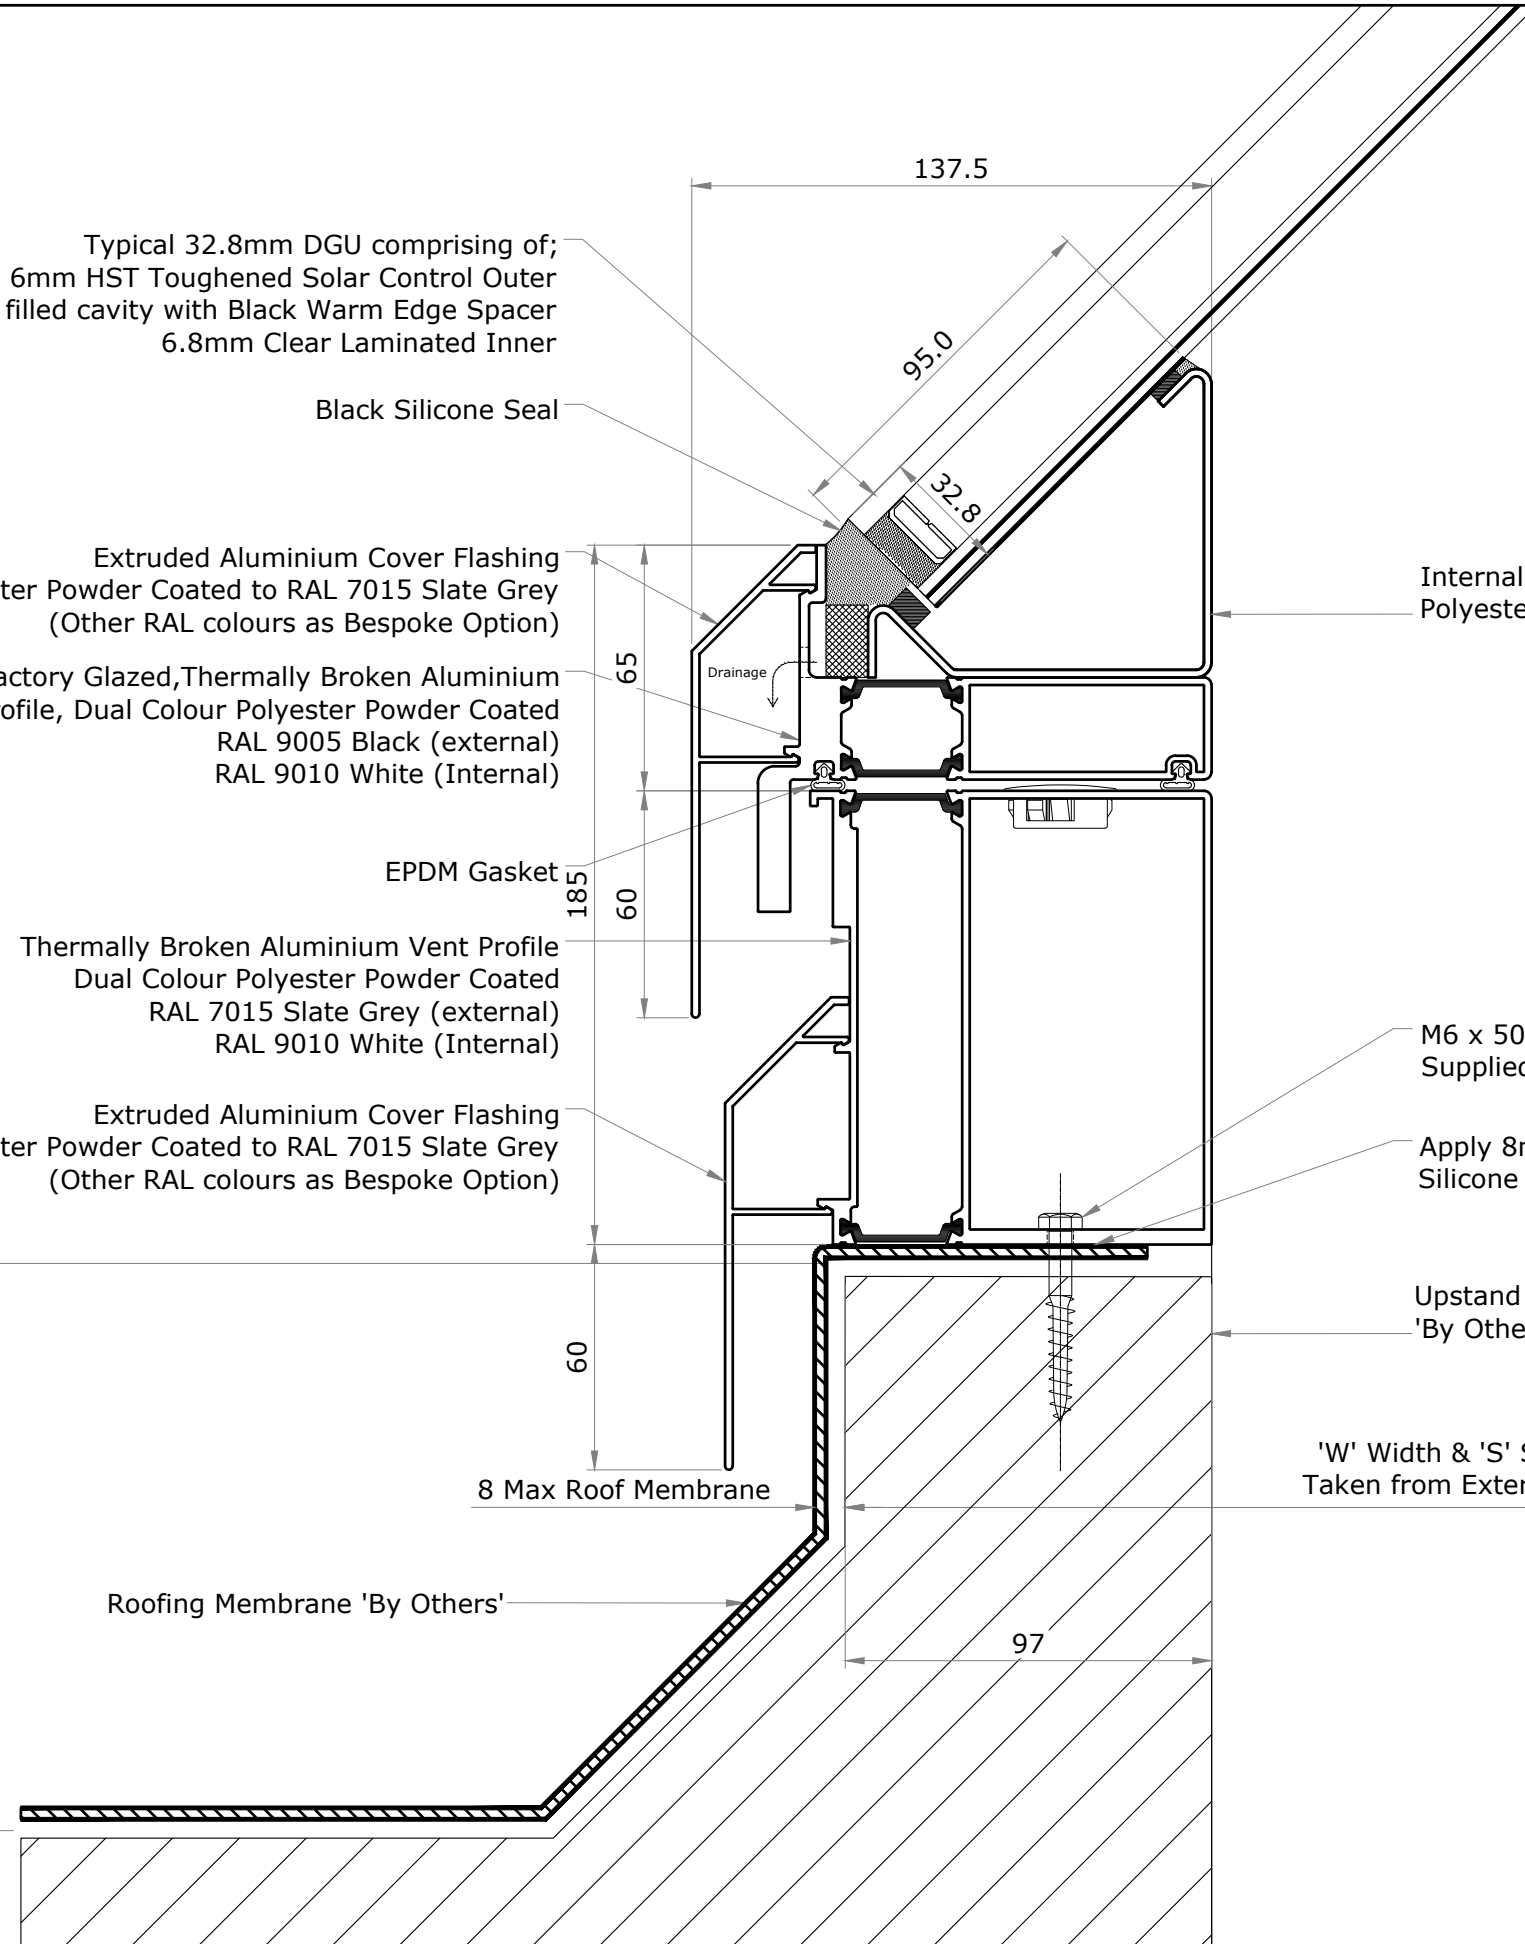 137.5
Typical 32.8mm DGU comprising of;
6mm HST Toughened Solar Control Outer
filled cavity with Black Warm Edge Spacer
6.8mm Clear Laminated Inner
95.0
Black Silicone Seal
32.8
Extruded Aluminium Cover Flashing
ter Powder Coated to RAL 7015 Slate Grey
(Other RAL colours as Bespoke Option)
Internal
Polyeste
65
Drainage
actory Glazed,Thermally Broken Aluminium
rofile, Dual Colour Polyester Powder Coated
RAL 9005 Black (external)
RAL 9010 White (Internal)
EPDM Gasket
185
60
Thermally Broken Aluminium Vent Profile
Dual Colour Polyester Powder Coated
RAL 7015 Slate Grey (external)
RAL 9010 White (Internal)
M6 x 50
Supplied
Extruded Aluminium Cover Flashing
ter Powder Coated to RAL 7015 Slate Grey
(Other RAL colours as Bespoke Option)
Apply 8
Silicone
Upstand
'By Othe
60
'W' Width & 'S'
Taken from Exter
8 Max Roof Membrane
Roofing Membrane 'By Others'
97